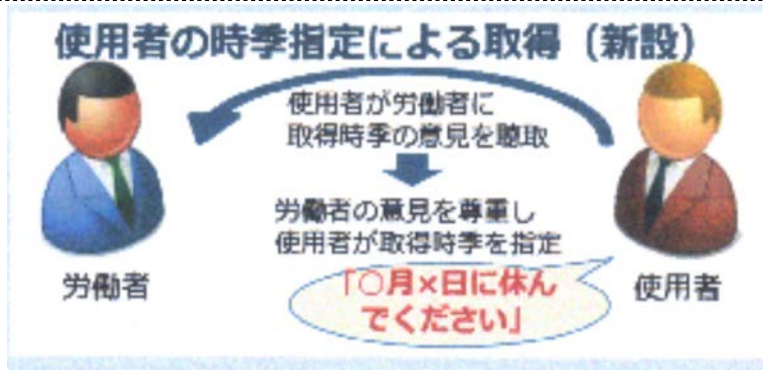 使用者の時季指定による取得（新設）
使用者が労働者に
取得時季の意見を聴取
労働者の意見を尊重し
使用者が取得時季を指定
労働者
「○月×日に休ん
でください」
使用者